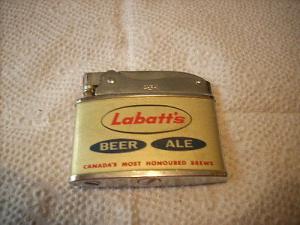 Labatt's
BEER ALE
CANADA'S MOST HONOURED BREWS